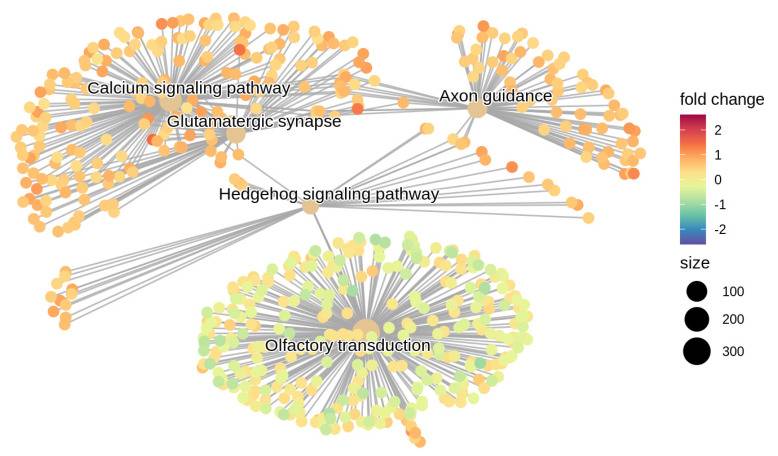 Calcium signaling pathway
Axon guidance
Glutamatergic synapse
Hedgehog signaling pathway
Olfactory transduction
fold change
2
1
0
-1
-2
size
100
200
300